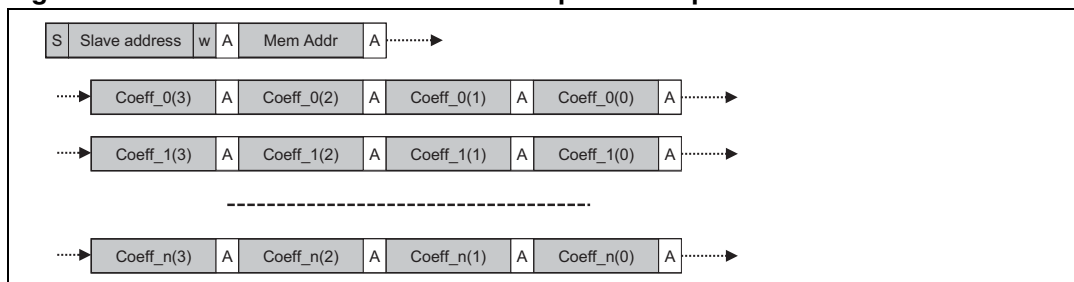 S Slave address w A Mem Addr A
Coeff_0(3) A Coeff_0(2) A Coeff_0(1) A Coeff_0(0) A
Coeff_1(3) A Coeff_1(2) A Coeff_1(1) A Coeff_1(0) A
Coeff_n(3) A Coeff_n(2) A Coeff_n(1) A Coeff_n(0) A